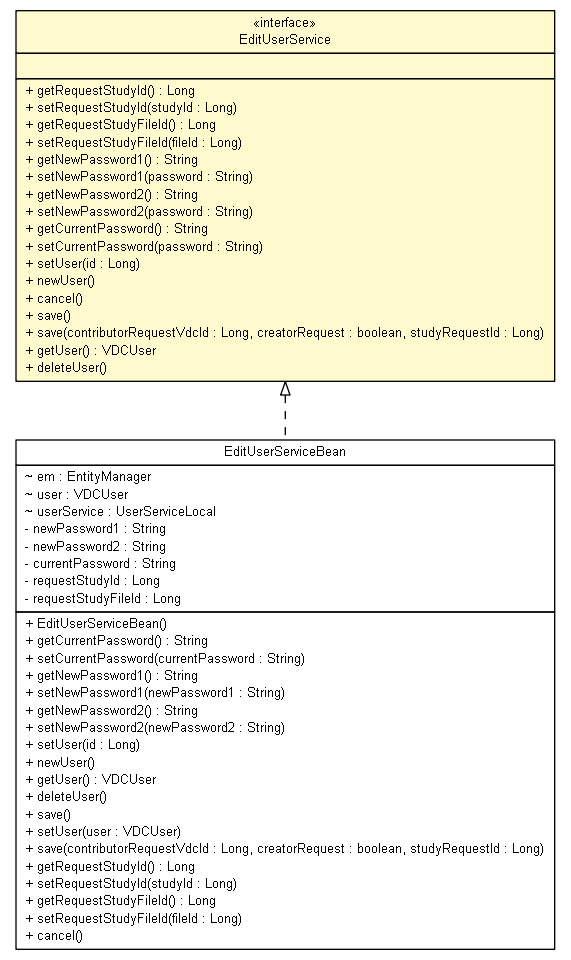 «interface»
EditUserService
+ getRequestStudyId() : Long
+ setRequestStudyId(studyId : Long)
+ getRequestStudyFileId() : Long
+ setRequestStudyFileId(fileId : Long)
+ getNewPassword1() : String
+ setNewPassword1(password : String)
+ getNewPassword2() : String
+ setNewPassword2(password : String)
+ getCurrentPassword() : String
+ setCurrentPassword(password : String)
+ setUser(id : Long)
+ newUser()
+ cancel()
+ save()
+ save(contributorRequestVdcId : Long, creatorRequest : boolean, studyRequestId : Long)
+ getUser() : VDCUser
+ deleteUser()
EditUserServiceBean
~ em : EntityManager
~ user : VDCUser
~ userService : UserServiceLocal
- newPassword1 : String
- newPassword2 : String
- currentPassword : String
- requestStudyId : Long
- requestStudyFileId : Long
+ EditUserServiceBean()
+ getCurrentPassword() : String
+ setCurrentPassword(currentPassword : String)
+ getNewPassword1() : String
+ setNewPassword1(newPassword1 : String)
+ getNewPassword2() : String
+ setNewPassword2(newPassword2 : String)
+ setUser(id : Long)
+ newUser()
+ getUser() : VDCUser
+ deleteUser()
+ save()
+ setUser(user : VDCUser)
+ save(contributorRequestVdcId : Long, creatorRequest : boolean, studyRequestId : Long)
+ getRequestStudyId() : Long
+ setRequestStudyId(studyId : Long)
+ getRequestStudyFileId() : Long
+ setRequestStudyFileId(fileId : Long)
+ cancel()